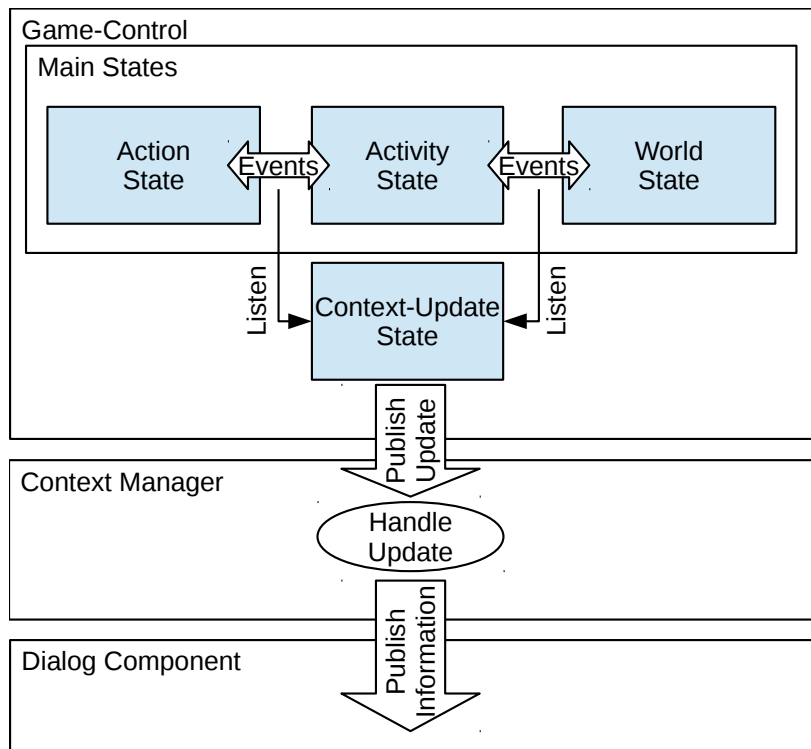 Game-Control
Main States
Action
State
Events
Activity
State
Events
World
State
Listen
Context-Update
State
Listen
Publish
Update
Context Manager
Handle
Update
Publish
Information
Dialog Component